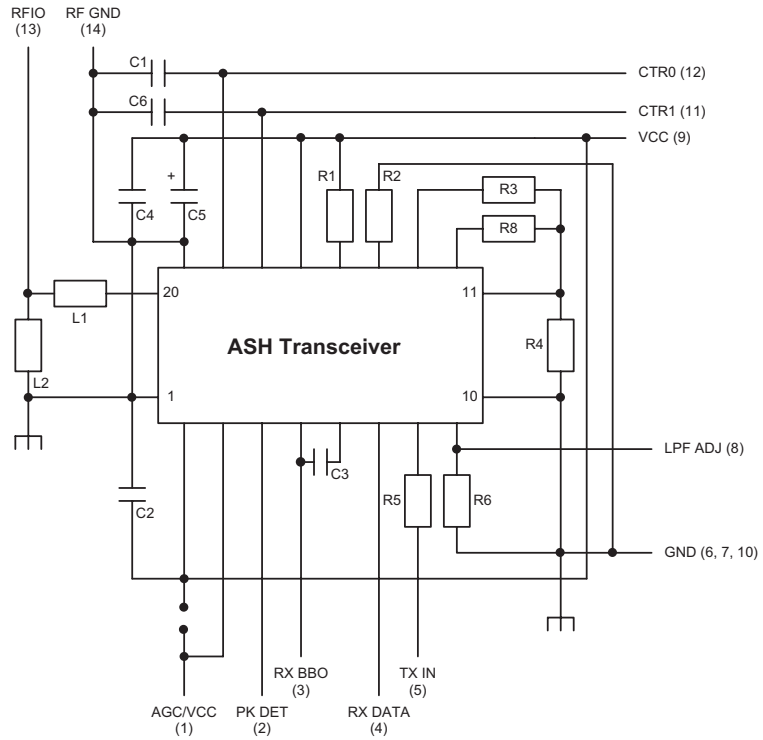 RFIO
(13)
RF GND
(14)
C1
CTR0 (12)
C6
CTR1 (11)
VCC (9)
+
C4
C5
R1
R2
R3
R8
20
11
L1
ASH Transceiver
R4
L2
1
10
LPF ADJ (8)
C3
C2
R5
R6
GND (6, 7, 10)
RX BBO
(3)
TX IN
(5)
AGC/VCC
(1)
PK DET
(2)
RX DATA
(4)